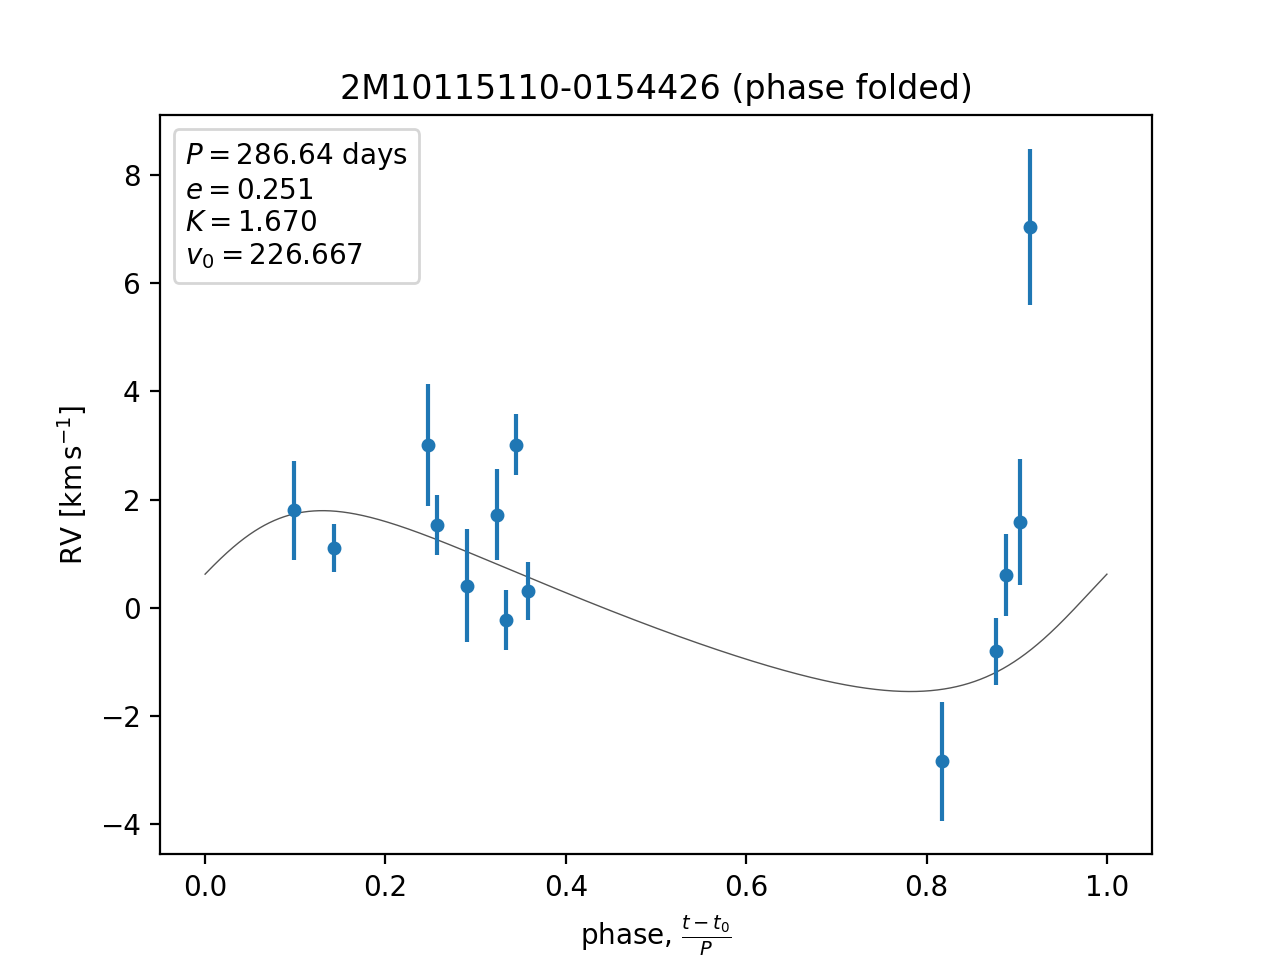 2M10115110-0154426 (phase folded)
P = 286.64 days
e = 0.251
K = 1.670
v₀ = 226.667
8
6
4
2
0
−2
−4
RV [km s⁻¹]
0.0 0.2 0.4 0.6 0.8 1.0
phase, (t − t₀)/P